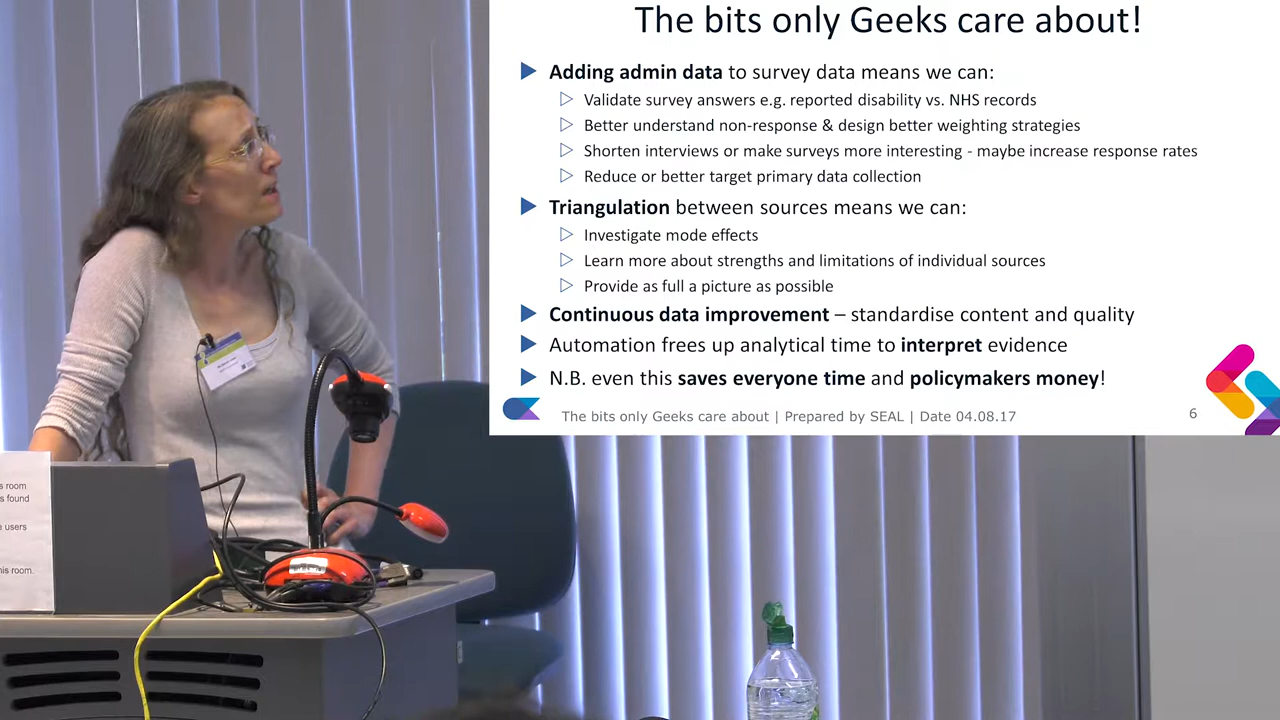 The bits only Geeks care about!
Adding admin data to survey data means we can:
Validate survey answers e.g. reported disability vs. NHS records
Better understand non-response & design better weighting strategies
Shorten interviews or make surveys more interesting - maybe increase response rates
Reduce or better target primary data collection
Triangulation between sources means we can:
Investigate mode effects
Learn more about strengths and limitations of individual sources
Provide as full a picture as possible
Continuous data improvement – standardise content and quality
Automation frees up analytical time to interpret evidence
N.B. even this saves everyone time and policymakers money!
The bits only Geeks care about | Prepared by SEAL | Date 04.08.17
6
room
found
users
room.